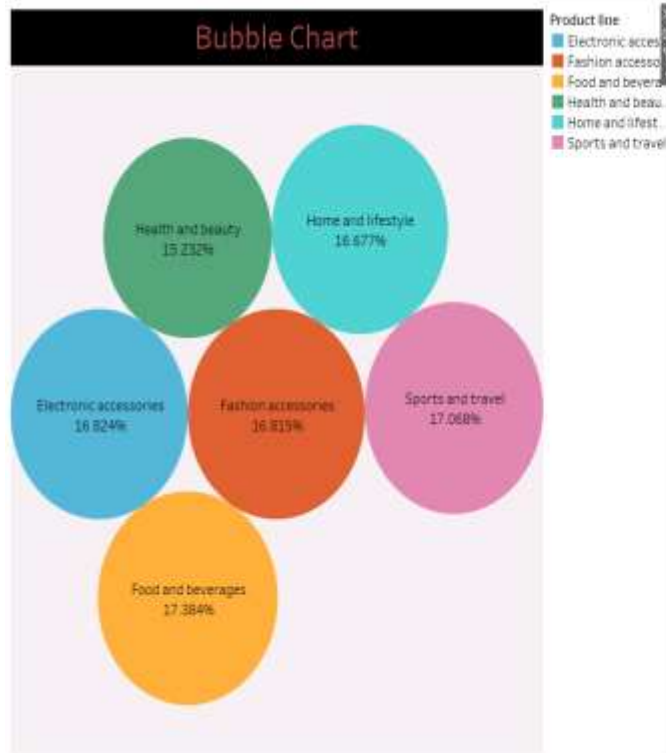 Bubble Chart
Product line
Electronic acces
Fashion accesso
Food and bevera
Health and beau..
Home and lifest..
Sports and travel
Health and beauty
15.232%
Home and lifestyle
16.677%
Electronic accessories
16.824%
Fashion accessories
16.815%
Sports and travel
17.068%
Food and beverages
17.384%